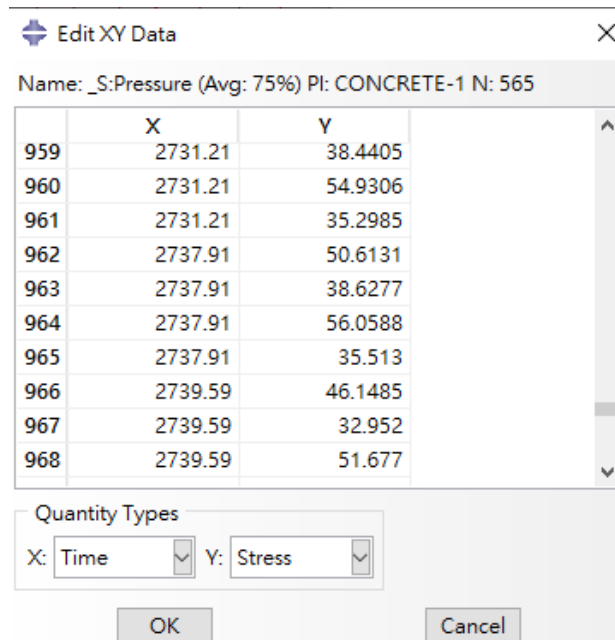 Edit XY Data
Name: _S:Pressure (Avg: 75%) PI: CONCRETE-1 N: 565
X Y
959 2731.21 38.4405
960 2731.21 54.9306
961 2731.21 35.2985
962 2737.91 50.6131
963 2737.91 38.6277
964 2737.91 56.0588
965 2737.91 35.513
966 2739.59 46.1485
967 2739.59 32.952
968 2739.59 51.677
Quantity Types
X: Time Y: Stress
OK Cancel